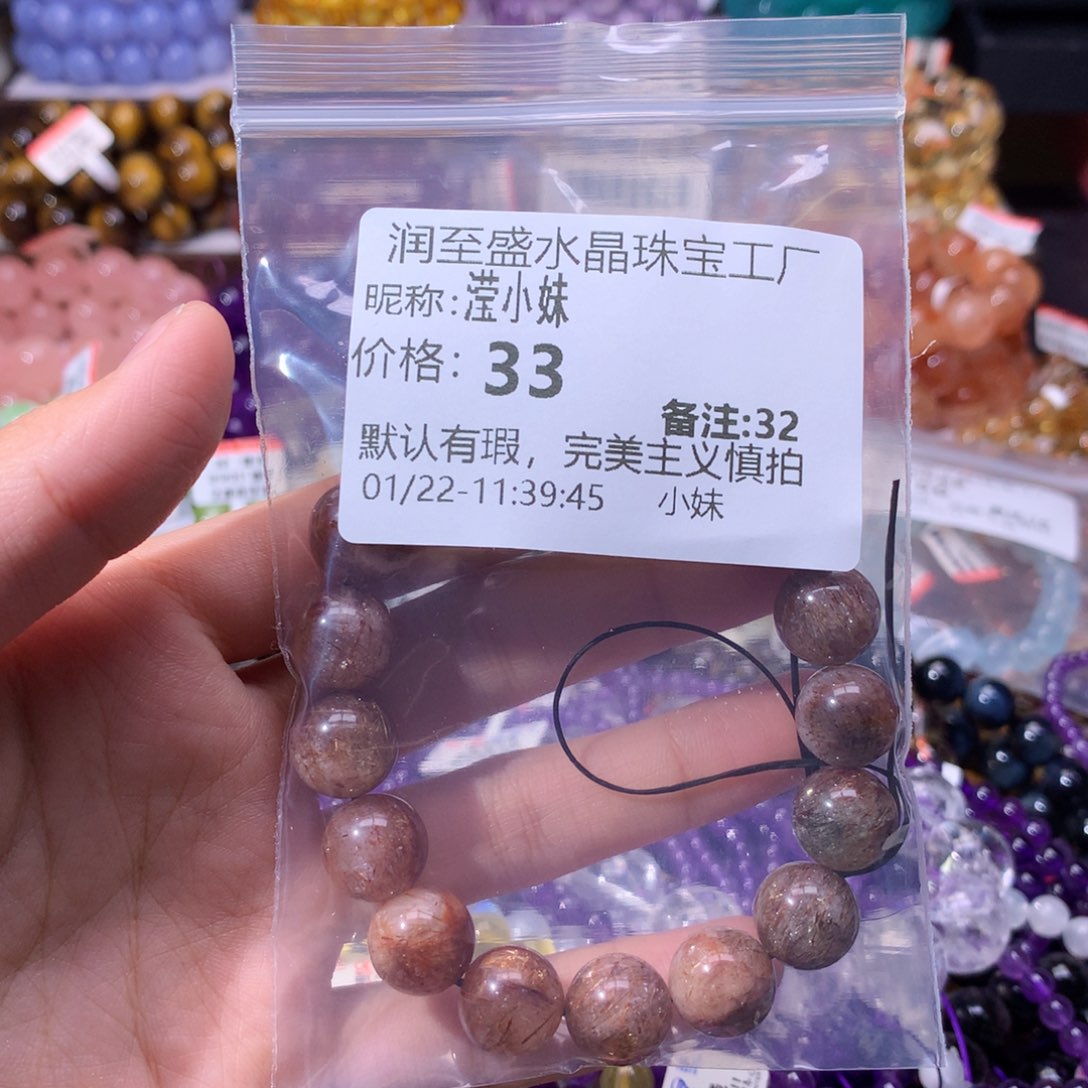 润至盛水晶珠宝工厂
昵称:滢小妹
价格: 33
备注:32
默认有瑕，完美主义慎拍
01/22-11:39:45 小妹